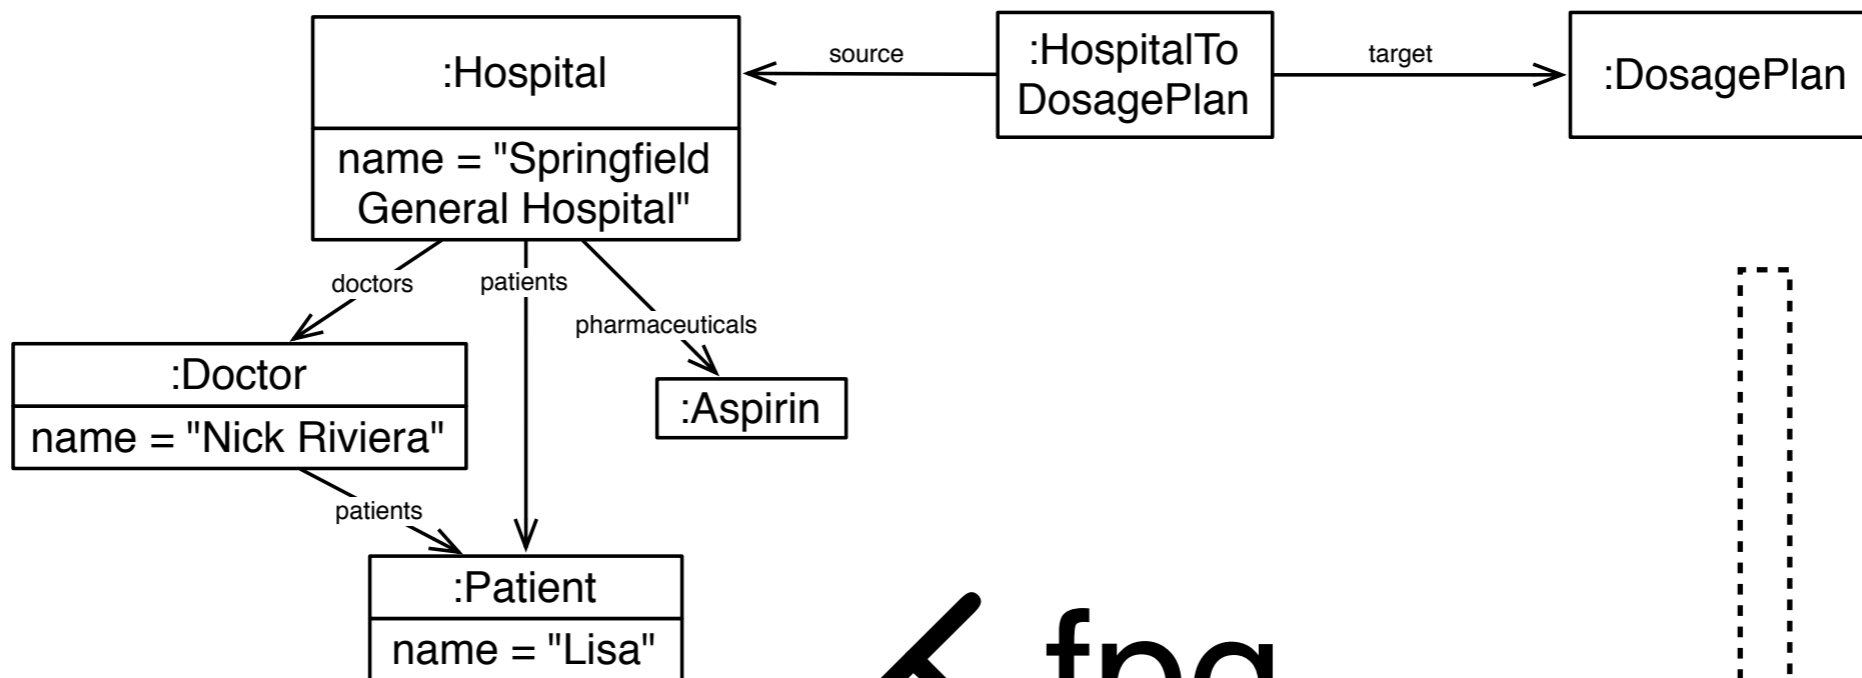 :Hospital
name = "Springfield
General Hospital"
source
:HospitalTo
DosagePlan
target
:DosagePlan
doctors
patients
pharmaceuticals
:Doctor
name = "Nick Riviera"
:Aspirin
patients
:Patient
name = "Lisa"